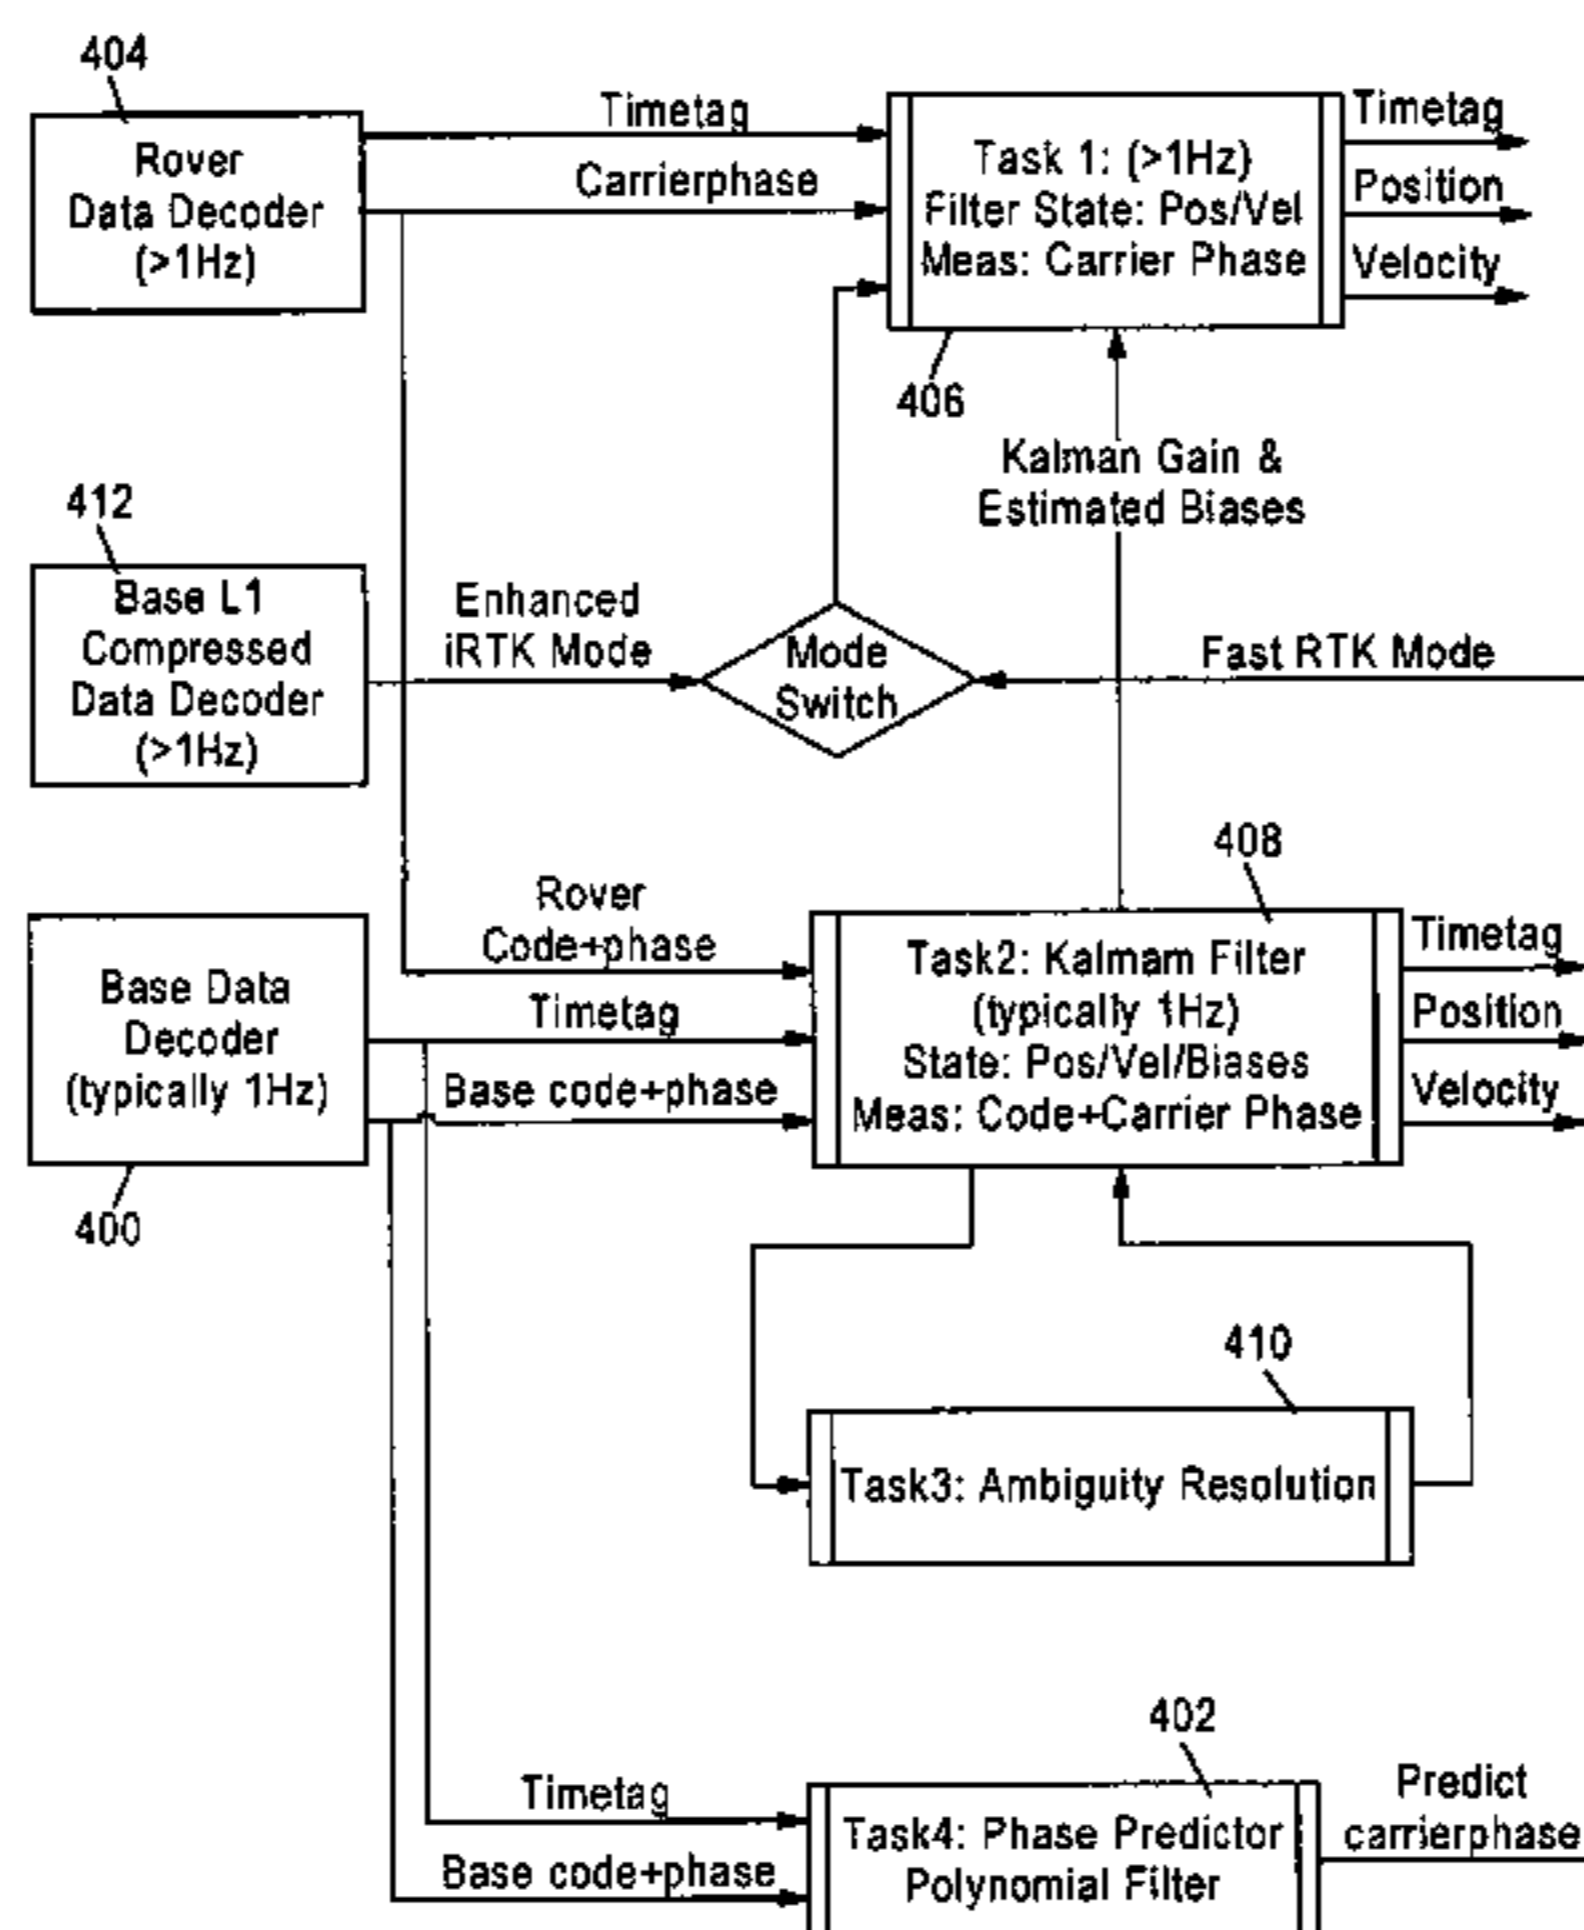 404
Rover
Data Decoder
(>1Hz)
Timetag
Carrierphase
Task 1: (>1Hz)
Filter State: Pos/Vel
Meas: Carrier Phase
Timetag
Position
Velocity
406
Kalman Gain &
Estimated Biases
412
Base L1
Compressed
Data Decoder
(>1Hz)
Enhanced
iRTK Mode
Mode
Switch
Fast RTK Mode
408
Rover
Code+phase
Timetag
Base code+phase
Base Data
Decoder
(typically 1Hz)
400
Task2: Kalmam Filter
(typically 1Hz)
State: Pos/Vel/Biases
Meas: Code+Carrier Phase
Timetag
Position
Velocity
410
Task3: Ambiguity Resolution
402
Timetag
Base code+phase
Task4: Phase Predictor
Polynomial Filter
Predict
carrierphase